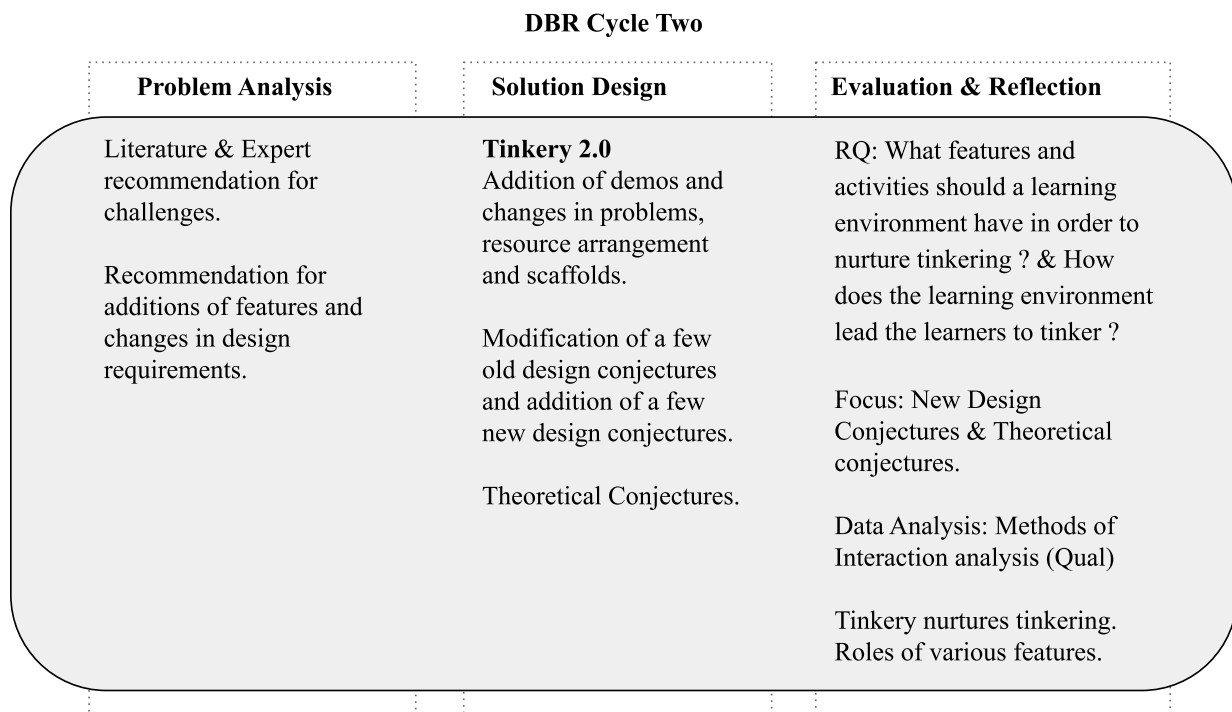 DBR Cycle Two
Problem Analysis
Literature & Expert
recommendation for
challenges.
Recommendation for
additions of features and
changes in design
requirements.
Solution Design
Tinkery 2.0
Addition of demos and
changes in problems,
resource arrangement
and scaffolds.
Modification of a few
old design conjectures
and addition of a few
new design conjectures.
Theoretical Conjectures.
Evaluation & Reflection
RQ: What features and
activities should a learning
environment have in order to
nurture tinkering ? & How
does the learning environment
lead the learners to tinker ?
Focus: New Design
Conjectures & Theoretical
conjectures.
Data Analysis: Methods of
Interaction analysis (Qual)
Tinkery nurtures tinkering.
Roles of various features.